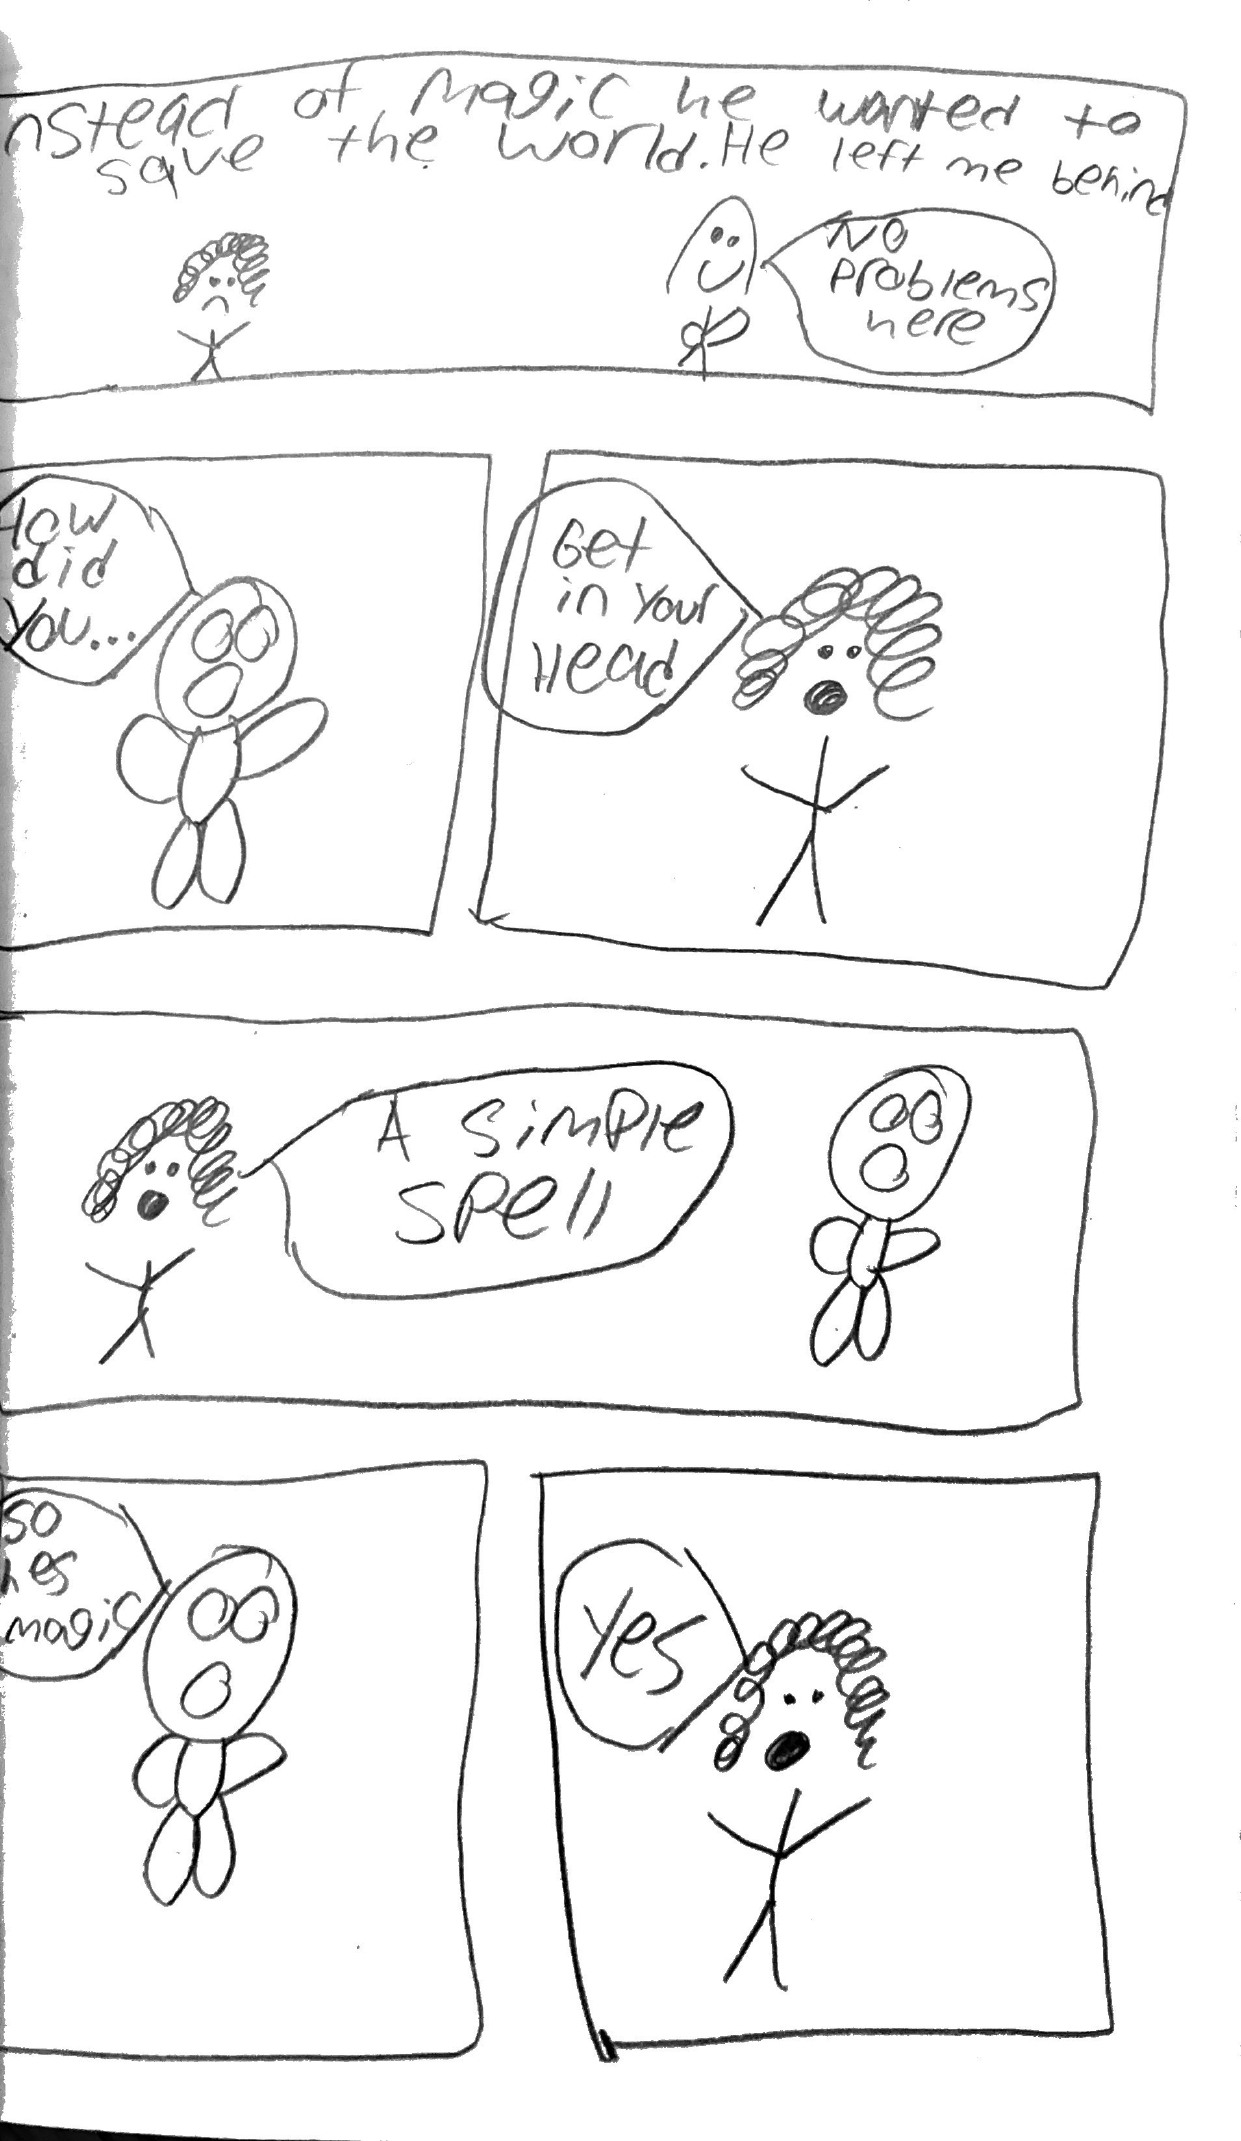 nstead of magic he wanted to
save the world. He left me behind
No
problems
here
How
did
you...
Get
in your
Head
A simple
spell
so
hes
magic
Yes